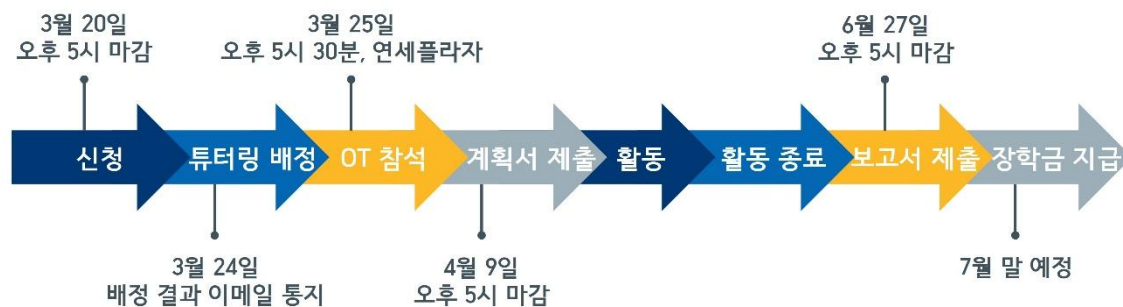 3월 20일
오후 5시 마감
3월 25일
오후 5시 30분, 연세플라자
6월 27일
오후 5시 마감
신청
튜터링 배정
OT 참석
계획서 제출
활동
활동 종료
보고서 제출
장학금 지급
3월 24일
배정 결과 이메일 통지
4월 9일
오후 5시 마감
7월 말 예정